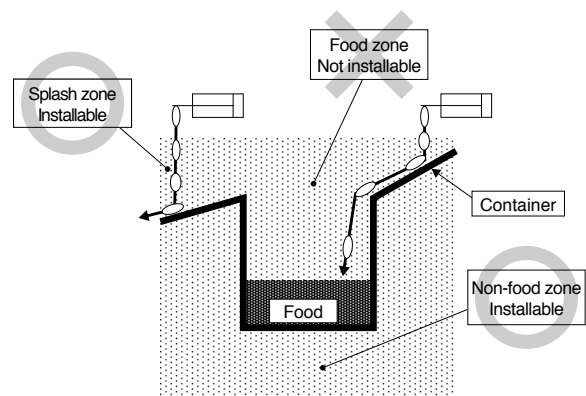 Food zone
Not installable
Splash zone
Installable
Container
Non-food zone
Installable
Food